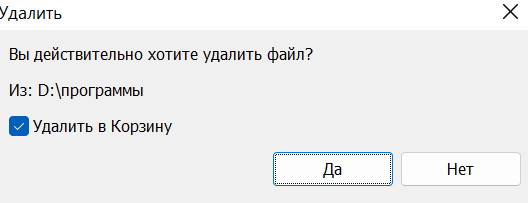 Удалить
Вы действительно хотите удалить файл?
Из: D:\программы
Удалить в Корзину
Да
Нет